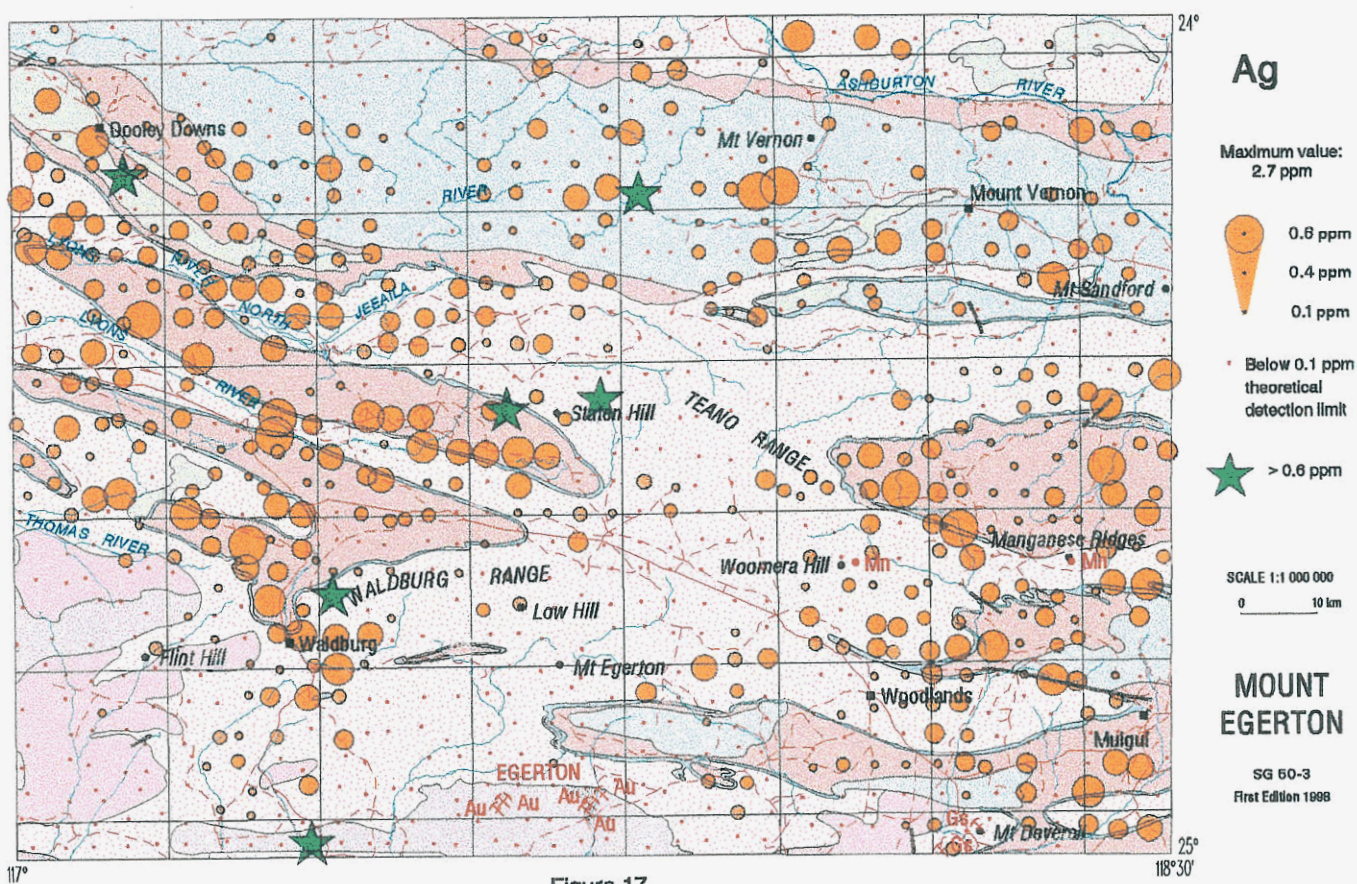 24°
ASHBURTON
RIVER
Dooley Downs
Mt Vernon
RIVER
Mount Vernon
LYONS
RIVER
NORTH
JEEAILA
Mt Sandford
LYONS
RIVER
Staten Hill
TEANO RANGE
THOMAS RIVER
Manganese Ridges
Woomera Hill
Mn
Mn
WALDBURG
RANGE
Low Hill
Waldburg
Flint Hill
Mt Egerton
Woodlands
Mulgul
EGERTON
Au
Au
Au
Au
Au
Gs
Gs
Mt Deverell
25°
117°
118°30'
Figure 17
Ag
Maximum value:
2.7 ppm
0.6 ppm
0.4 ppm
0.1 ppm
Below 0.1 ppm
theoretical
detection limit
> 0.6 ppm
SCALE 1:1 000 000
0 10 km
MOUNT
EGERTON
SG 50-3
First Edition 1998